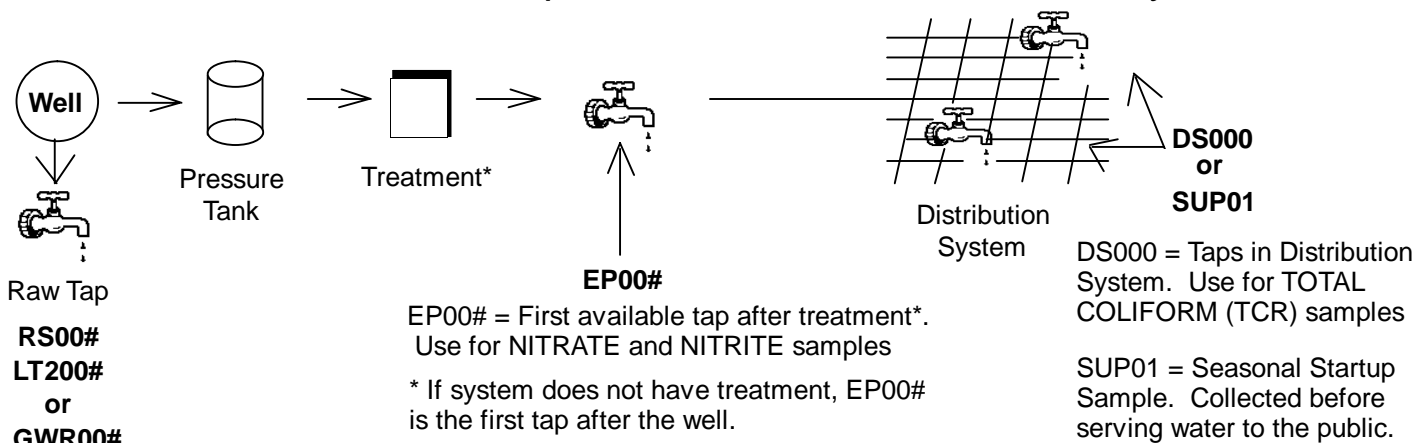 Well
Pressure
Tank
Treatment*
Raw Tap
RS00#
LT200#
or
GWR00#
EP00#
EP00# = First available tap after treatment*.
Use for NITRATE and NITRITE samples
* If system does not have treatment, EP00#
is the first tap after the well.
Distribution
System
DS000
or
SUP01
DS000 = Taps in Distribution
System. Use for TOTAL
COLIFORM (TCR) samples
SUP01 = Seasonal Startup
Sample. Collected before
serving water to the public.